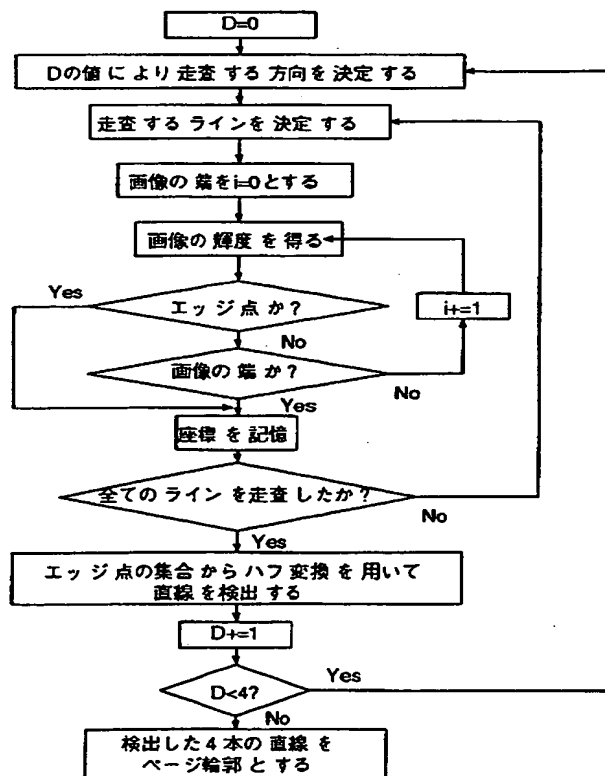 D=0
Dの値により走査する方向を決定する
走査するラインを決定する
画像の端をi=0とする
画像の輝度を得る
Yes
エッジ点か?
i+=1
No
画像の端か?
No
Yes
座標を記憶
全てのラインを走査したか?
No
Yes
エッジ点の集合からハフ変換を用いて
直線を検出する
D+=1
Yes
D<4?
No
検出した4本の直線を
ページ輪郭とする